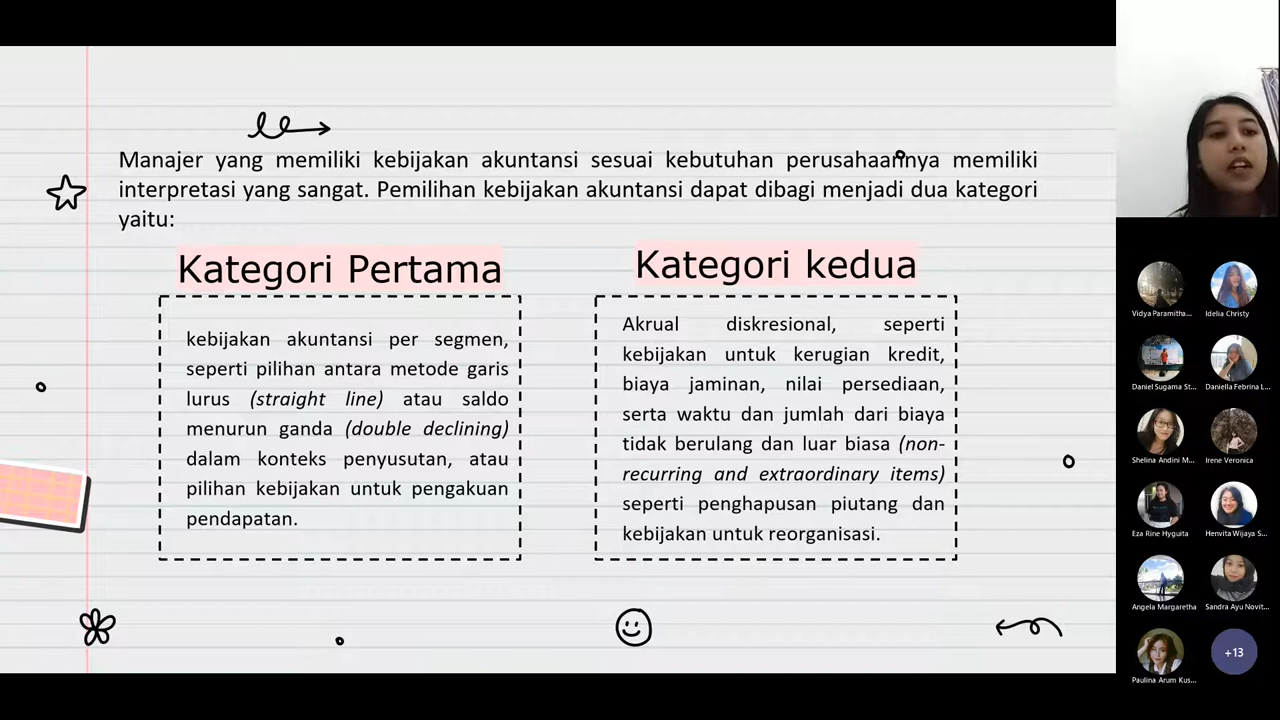 Manajer yang memiliki kebijakan akuntansi sesuai kebutuhan perusahaannya memiliki
interpretasi yang sangat. Pemilihan kebijakan akuntansi dapat dibagi menjadi dua kategori
yaitu:
Kategori Pertama
kebijakan akuntansi per segmen,
seperti pilihan antara metode garis
lurus (straight line) atau saldo
menurun ganda (double declining)
dalam konteks penyusutan, atau
pilihan kebijakan untuk pengakuan
pendapatan.
Kategori kedua
Akrual diskresional, seperti
kebijakan untuk kerugian kredit,
biaya jaminan, nilai persediaan,
serta waktu dan jumlah dari biaya
tidak berulang dan luar biasa (non-
recurring and extraordinary items)
seperti penghapusan piutang dan
kebijakan untuk reorganisasi.
Vidya Paramitha...
Idelia Christy
Daniel Sugama St...
Daniella Febrina L...
Shelina Andini M...
Irene Veronica
Eza Rine Hyguita
Henvita Wijaya S...
Angela Margaretha
Sandra Ayu Novit...
Paulina Arum Kus...
+13